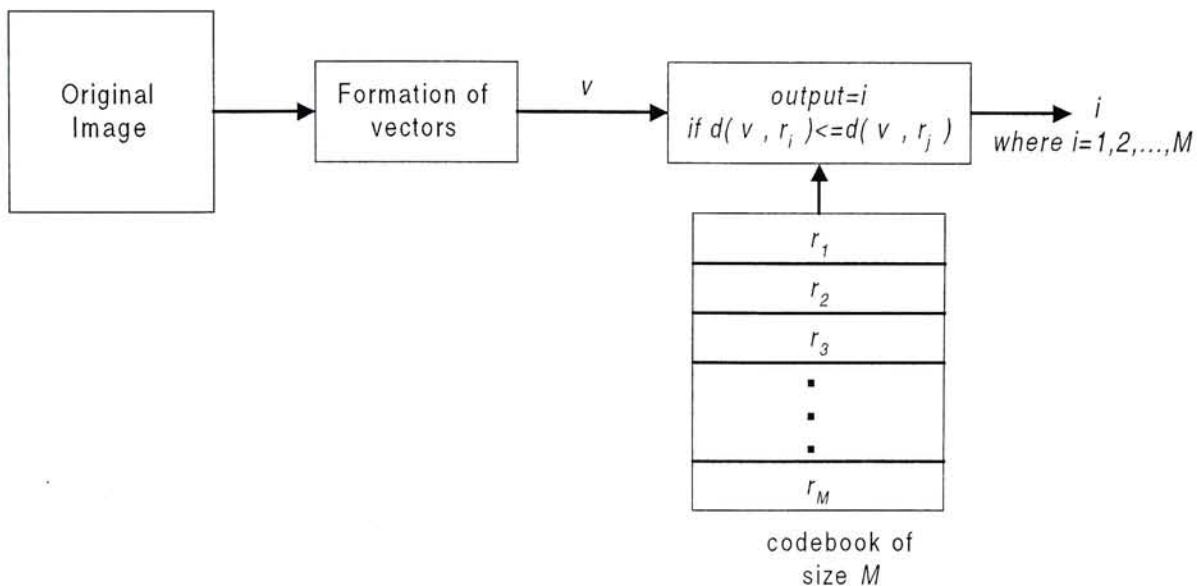 Original
Image
Formation of
vectors
v
output=i
if d( v , r_i )<=d( v , r_j )
i
where i=1,2,...,M
r_1
r_2
r_3
r_M
codebook of
size M